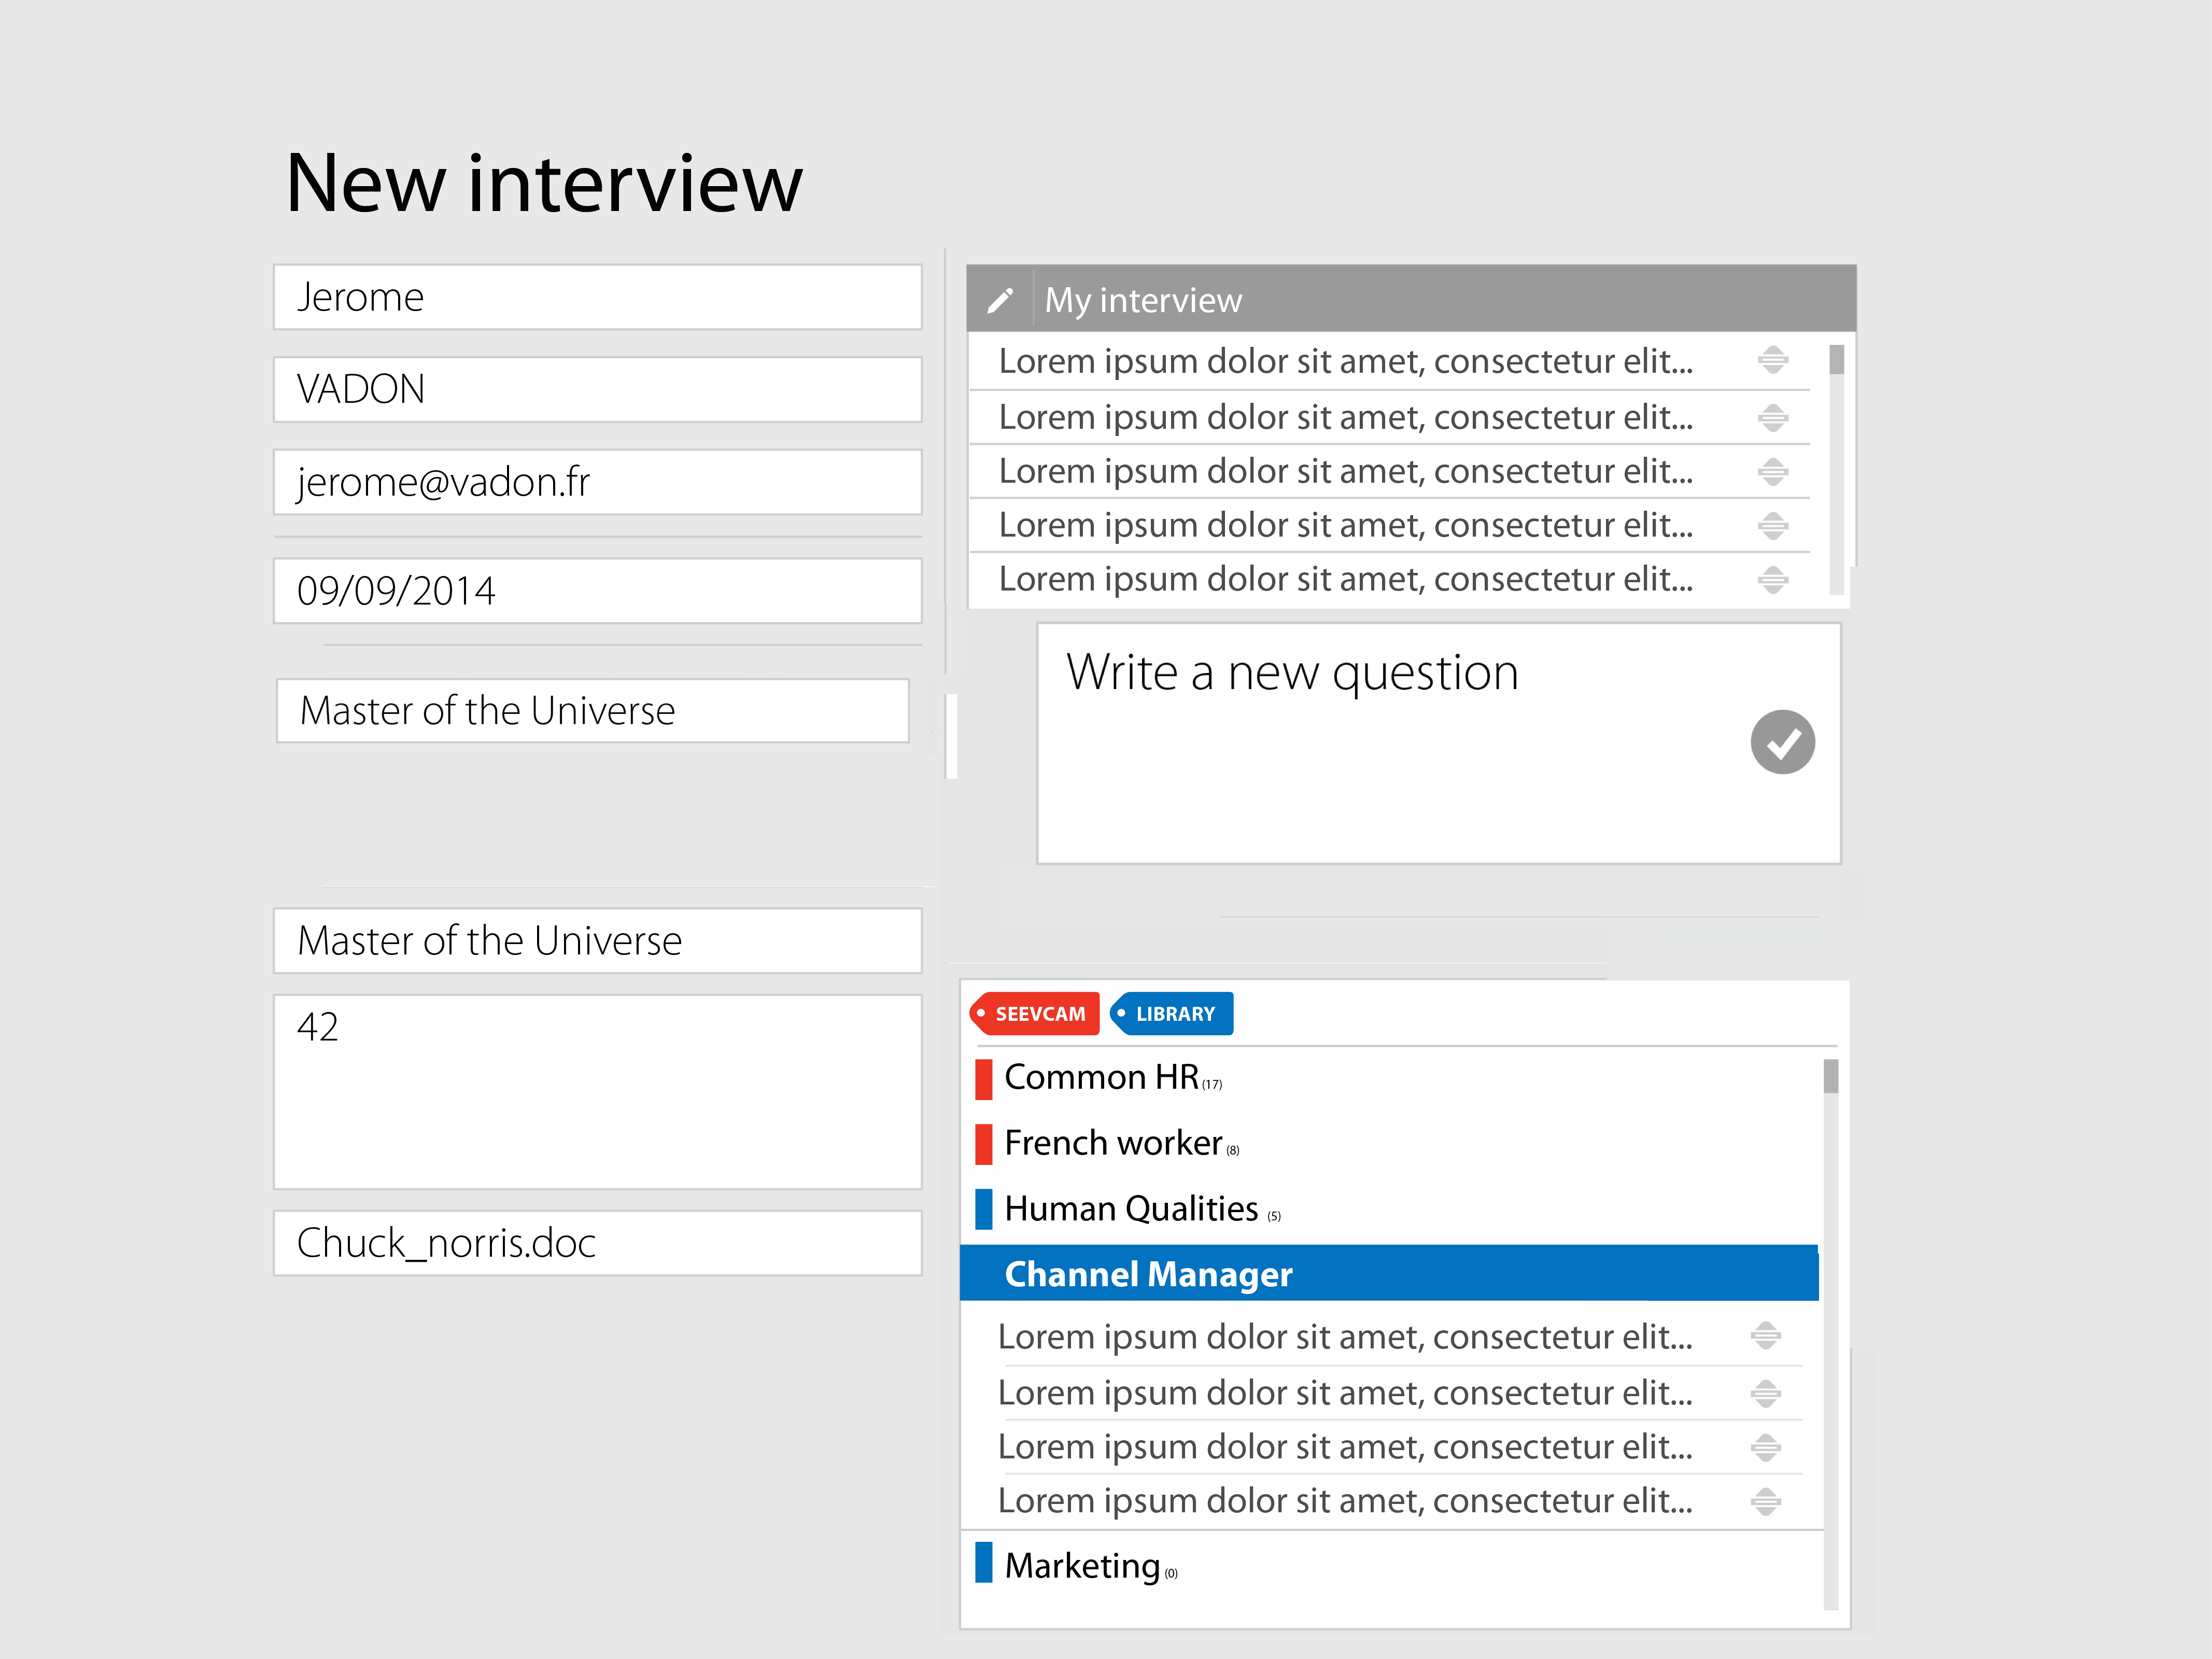 New interview
Jerome
VADON
jerome@vadon.fr
09/09/2014
Master of the Universe
Master of the Universe
42
Chuck_norris.doc
My interview
Lorem ipsum dolor sit amet, consectetur elit...
Lorem ipsum dolor sit amet, consectetur elit...
Lorem ipsum dolor sit amet, consectetur elit...
Lorem ipsum dolor sit amet, consectetur elit...
Lorem ipsum dolor sit amet, consectetur elit...
Write a new question
SEEVCAM LIBRARY
Common HR (17)
French worker (8)
Human Qualities (5)
Channel Manager
Lorem ipsum dolor sit amet, consectetur elit...
Lorem ipsum dolor sit amet, consectetur elit...
Lorem ipsum dolor sit amet, consectetur elit...
Lorem ipsum dolor sit amet, consectetur elit...
Marketing (0)